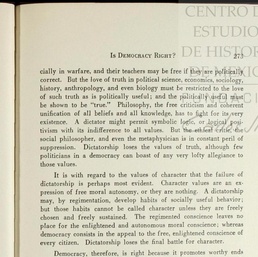 CENTRO D
ESTUDIO
DE HISTOR
DE
Is Democracy Right? 273
cially in warfare, and their teachers may be free if they are politically
correct. But the love of truth in political science, economics, sociology,
history, anthropology, and even biology must be restricted to the love
of such truth as is politically useful; and the politically useful must
be shown to be "true." Philosophy, the free criticism and coherent
unification of all beliefs and all knowledge, has to fight for its very
existence. A dictator might permit symbolic logic, or logical posi-
tivism with its indifference to all values. But the critic, the
social philosopher, and even the metaphysician is in constant peril of
suppression. Dictatorship loses the values of truth, although few
politicians in a democracy can boast of any very lofty allegiance to
those values.
It is with regard to the values of character that the failure of
dictatorship is perhaps most evident. Character values are an ex-
pression of free moral autonomy, or they are nothing. A dictatorship
may, by regimentation, develop habits of socially useful behavior;
but those habits cannot be called character unless they are freely
chosen and freely sustained. The regimented conscience leaves no
place for the enlightened and autonomous moral conscience; whereas
democracy consists in the appeal to the free, enlightened conscience of
every citizen. Dictatorship loses the final battle for character.
Democracy, therefore, is right because it promotes worthy ends